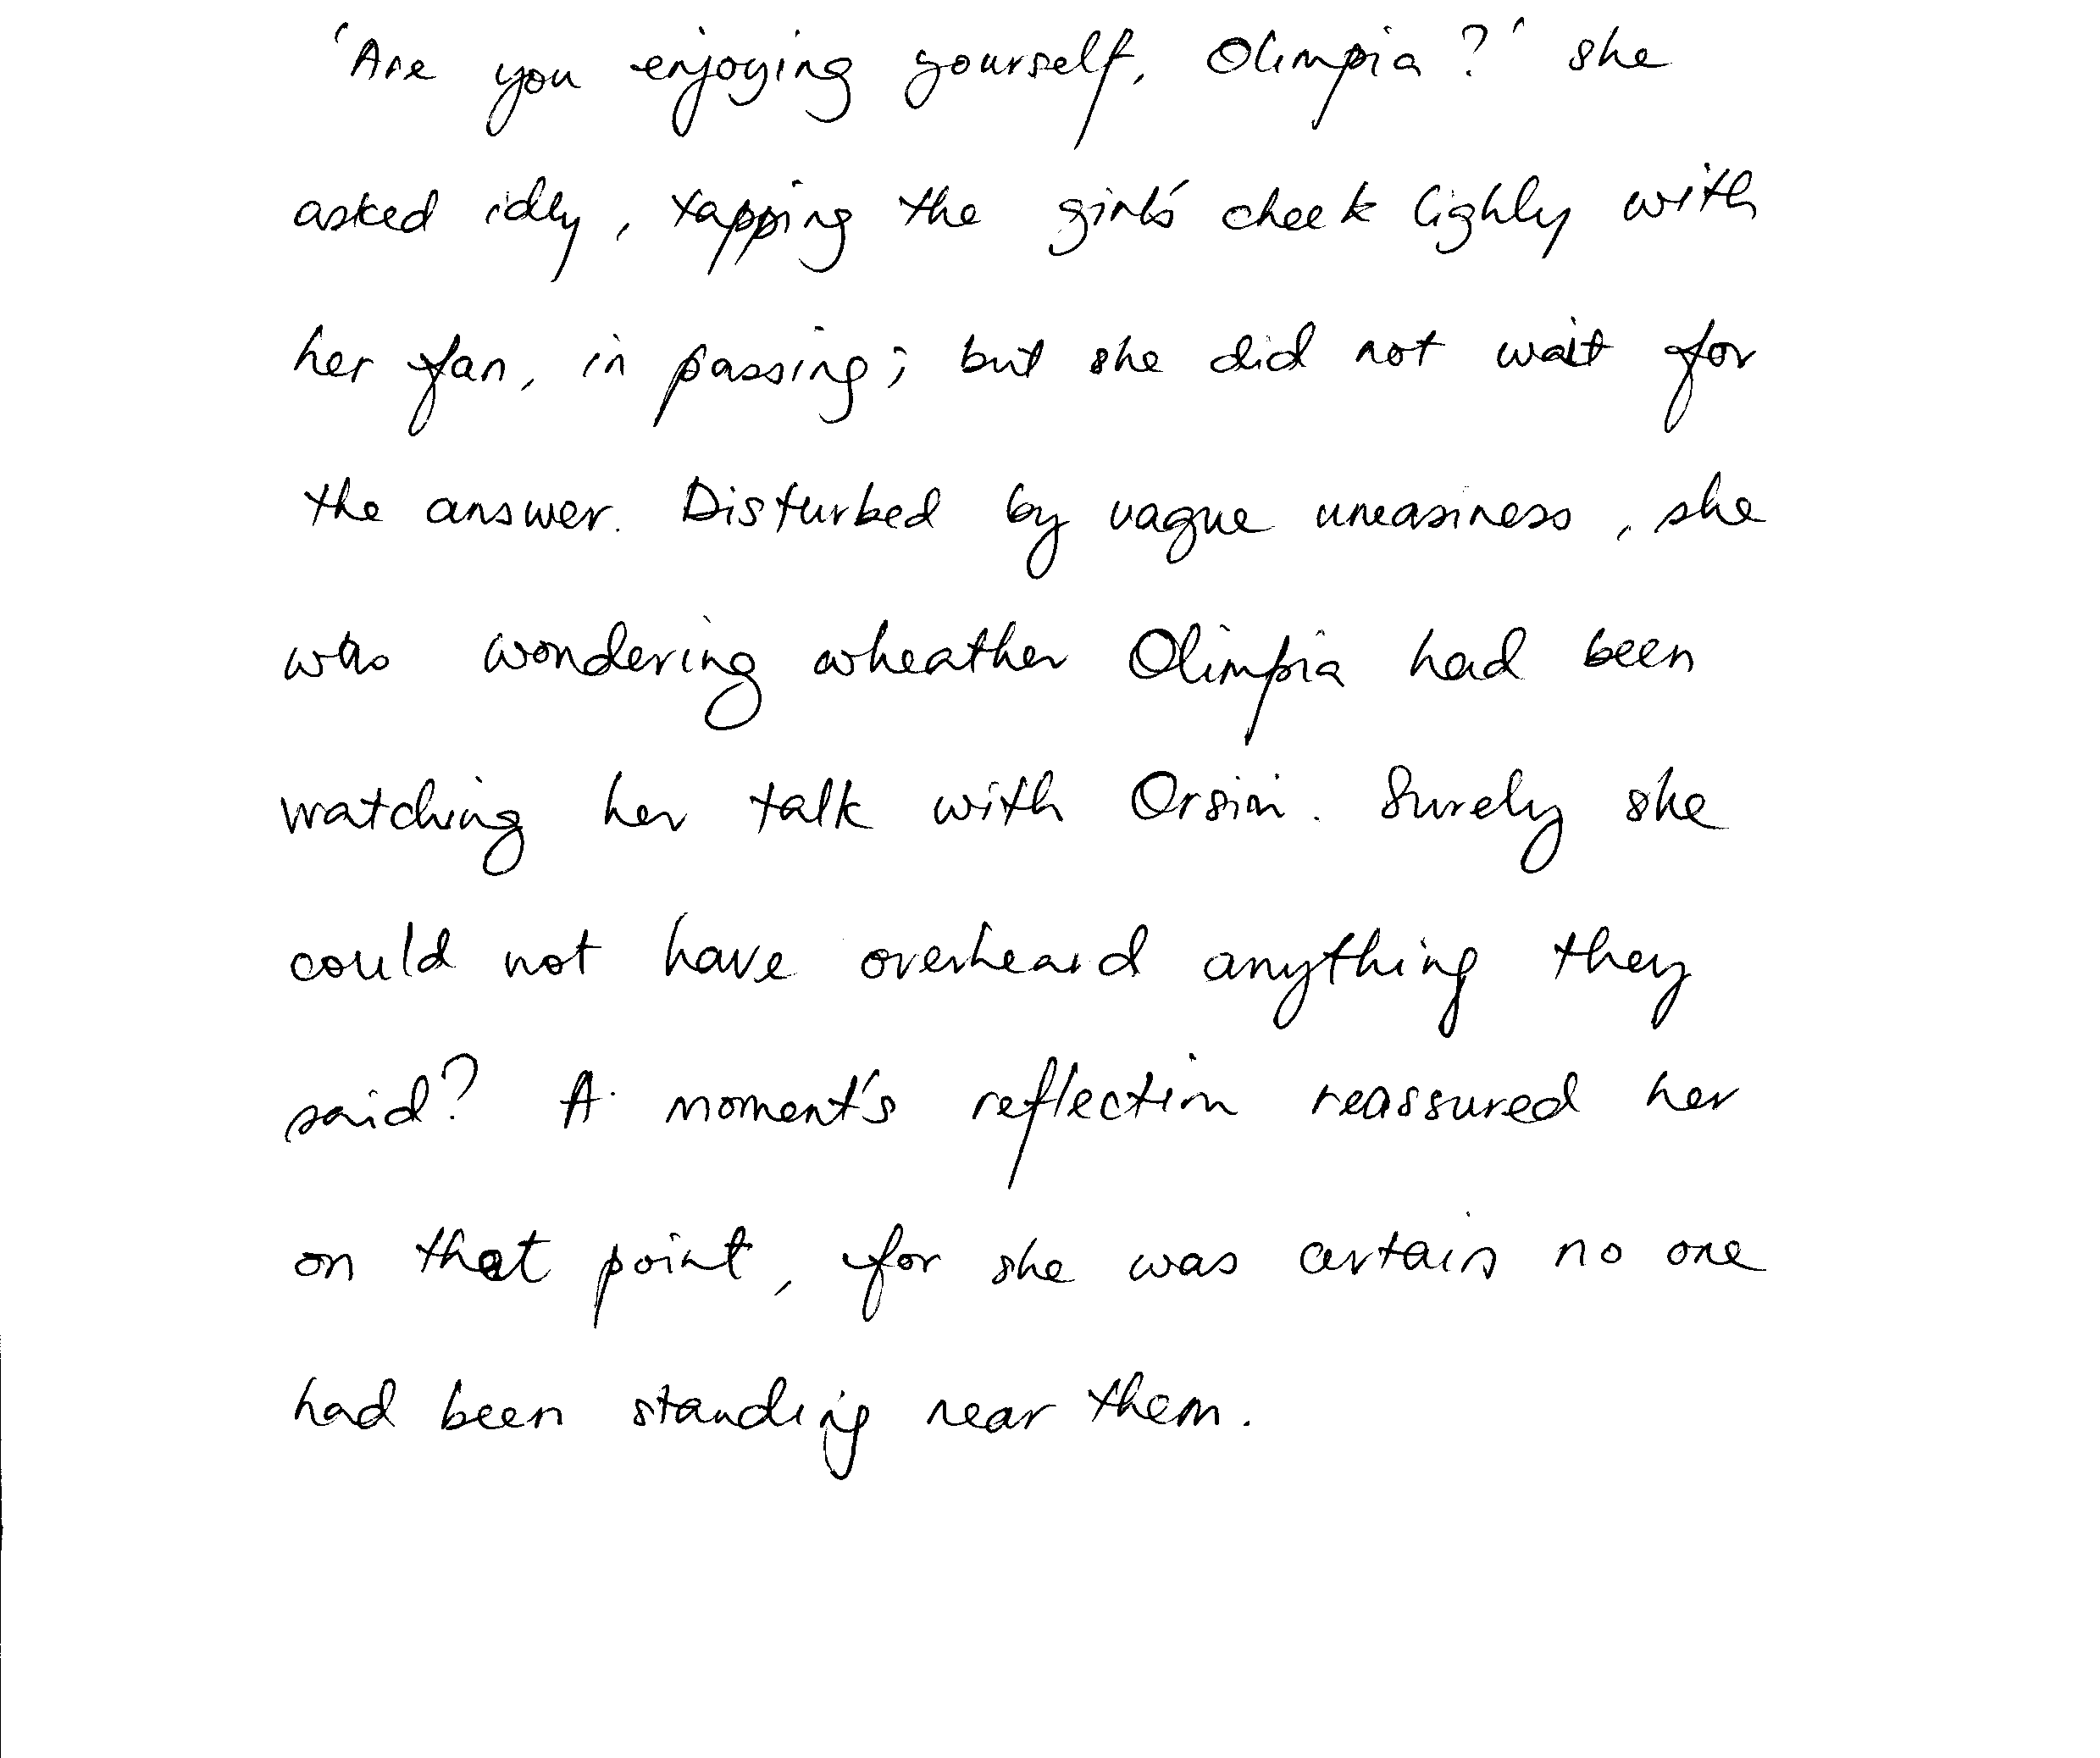 'Are you enjoying yourself, Olimpia?' she
asked idly, tapping the girl's cheek lighly with
her fan, in passing; but she did not wait for
the answer. Disturbed by vague uneasiness, she
was wondering wheather Olimpia had been
watching her talk with Orsini. Surely she
could not have overheard anything they
said? A moment's reflection reassured her
on that point, for she was certain no one
had been standing near them.